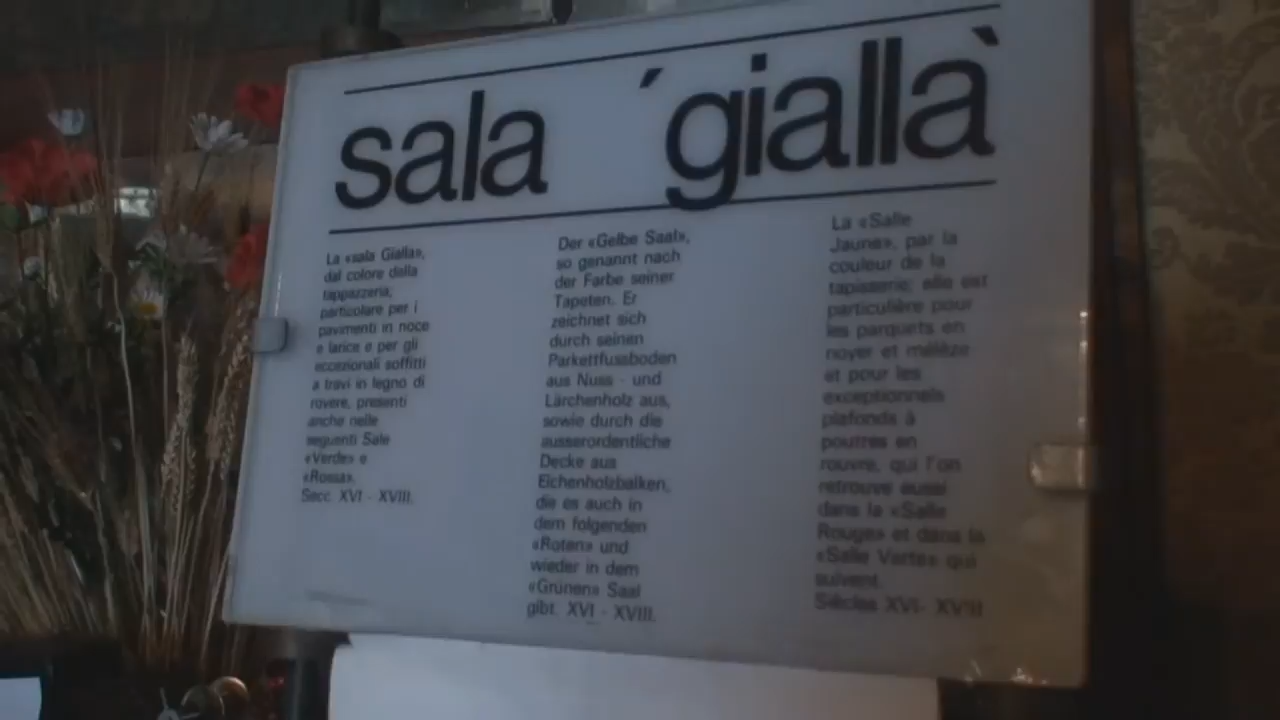 sala ´giallà
La «sala Gialla»,
dal colore della
tappazzeria,
particolare per i
pavimenti in noce
e larice e per gli
eccezionali soffitti
a travi in legno di
rovere, presenti
anche nelle
seguenti Sale
«Verde» e
«Rossa».
Secc. XVI - XVIII.
Der «Gelbe Saal»,
so genannt nach
der Farbe seiner
Tapeten. Er
zeichnet sich
durch seinen
Parkettfussboden
aus Nuss - und
Lärchenholz aus,
sowie durch die
ausserordentliche
Decke aus
Eichenholzbalken,
die es auch in
dem folgenden
«Roten» und
wieder in dem
«Grünen» Saal
gibt. XVI - XVIII.
La «Salle
Jaune», par la
couleur de la
tapisserie; elle est
particulière pour
les parquets en
noyer et mélèze
et pour les
exceptionnels
plafonds à
poutres en
rouvre, qui l'on
retrouve aussi
dans la «Salle
Rouge» et dans la
«Salle Verte» qui
suivent.
Siècles XVI- XVIII